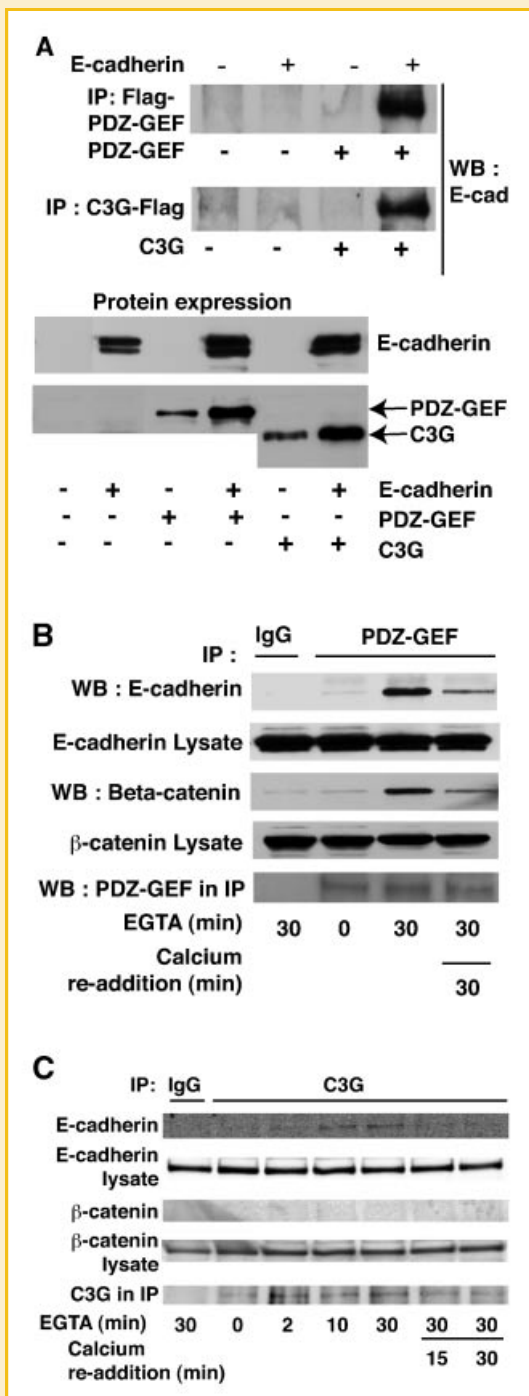 A
E-cadherin - + - +
IP: Flag-
PDZ-GEF
PDZ-GEF - - + +
WB :
E-cad
IP : C3G-Flag
C3G - - + +
Protein expression
E-cadherin
PDZ-GEF
C3G
- + - + - + E-cadherin
- - + + - - PDZ-GEF
- - - - + + C3G
B
IgG PDZ-GEF
IP :
WB : E-cadherin
E-cadherin Lysate
WB : Beta-catenin
β-catenin Lysate
WB : PDZ-GEF in IP
EGTA (min) 30 0 30 30
Calcium
re-addition (min) 30
C
IP: IgG C3G
E-cadherin
E-cadherin
lysate
β-catenin
β-catenin
lysate
C3G in IP
EGTA (min) 30 0 2 10 30 30 30
Calcium
re-addition (min) 15 30